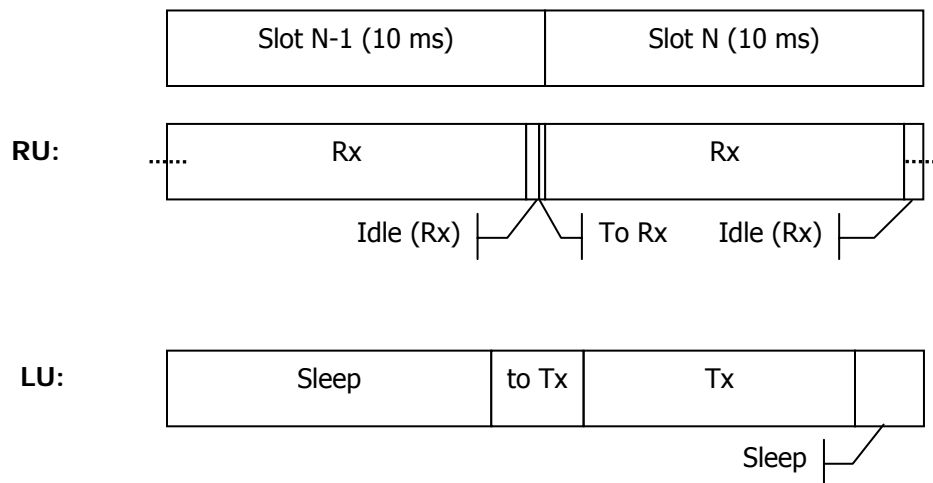 Slot N-1 (10 ms) Slot N (10 ms)
RU: Rx Rx
Idle (Rx) To Rx Idle (Rx)
LU: Sleep to Tx Tx
Sleep